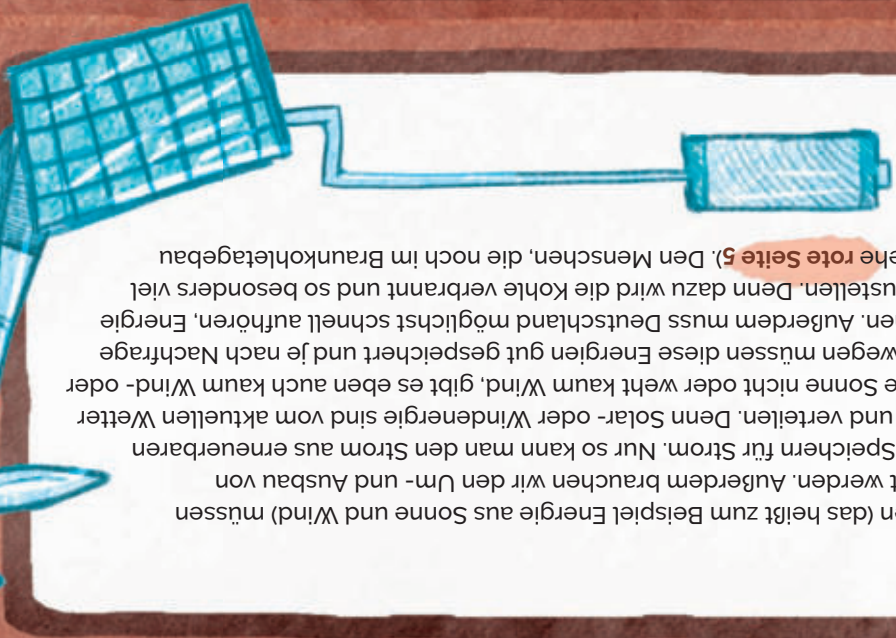 n (das heißt zum Beispiel Energie aus Sonne und Wind) müssen
t werden. Außerdem brauchen wir den Um- und Ausbau von
Speichern für Strom. Nur so kann man den Strom aus erneuerbaren
und verteilen. Denn Solar- oder Windenergie sind vom aktuellen Wetter
e Sonne nicht oder weht kaum Wind, gibt es eben auch kaum Wind- oder
wegen müssen diese Energien gut gespeichert und je nach Nachfrage
en. Außerdem muss Deutschland möglichst schnell aufhören, Energie
ustellen. Denn dazu wird die Kohle verbrannt und so besonders viel
ehe rote Seite 5). Den Menschen, die noch im Braunkohletagebau